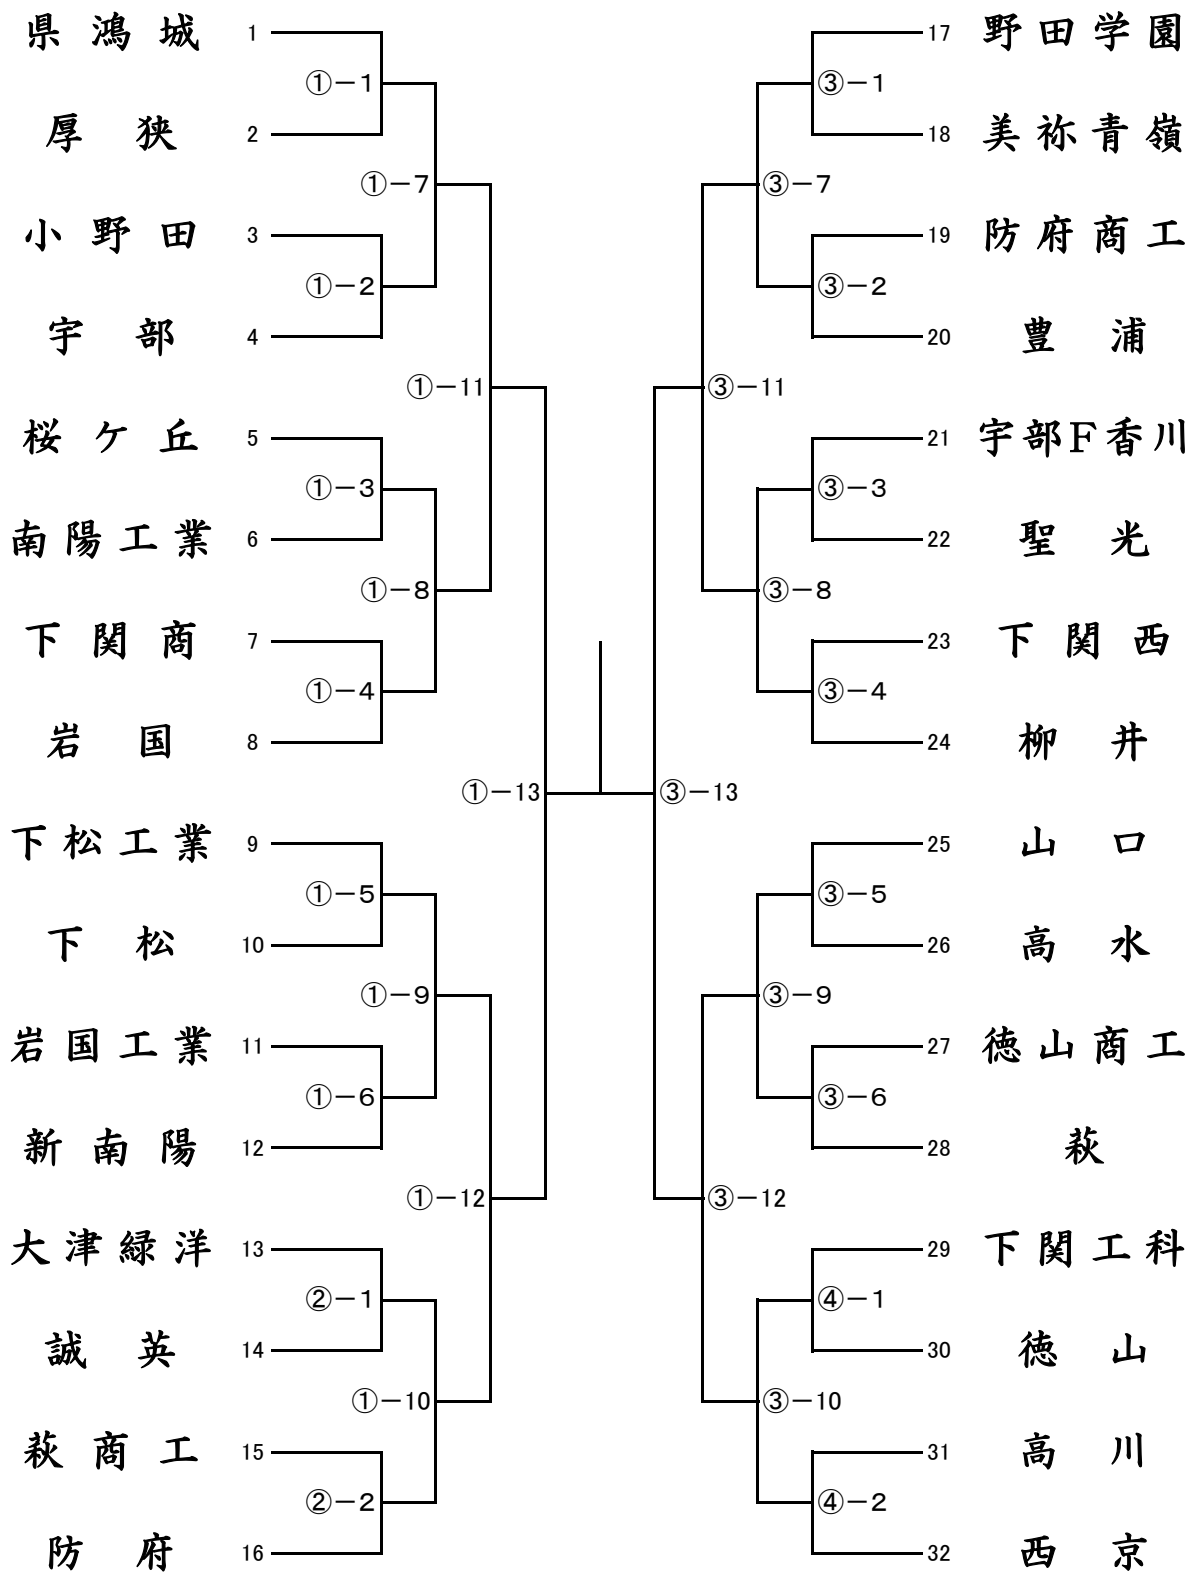 県鴻城 1
①－1
厚狭 2
①－7
小野田 3
①－2
宇部 4
①－11
桜ケ丘 5
①－3
南陽工業 6
①－8
下関商 7
①－4
岩国 8
①－13
下松工業 9
①－5
下松 10
①－9
岩国工業 11
①－6
新南陽 12
①－12
大津緑洋 13
②－1
誠英 14
①－10
萩商工 15
②－2
防府 16
17 野田学園
③－1
18 美祢青嶺
③－7
19 防府商工
③－2
20 豊浦
③－11
21 宇部F香川
③－3
22 聖光
③－8
23 下関西
③－4
24 柳井
③－13
25 山口
③－5
26 高水
③－9
27 徳山商工
③－6
28 萩
③－12
29 下関工科
④－1
30 徳山
③－10
31 高川
④－2
32 西京